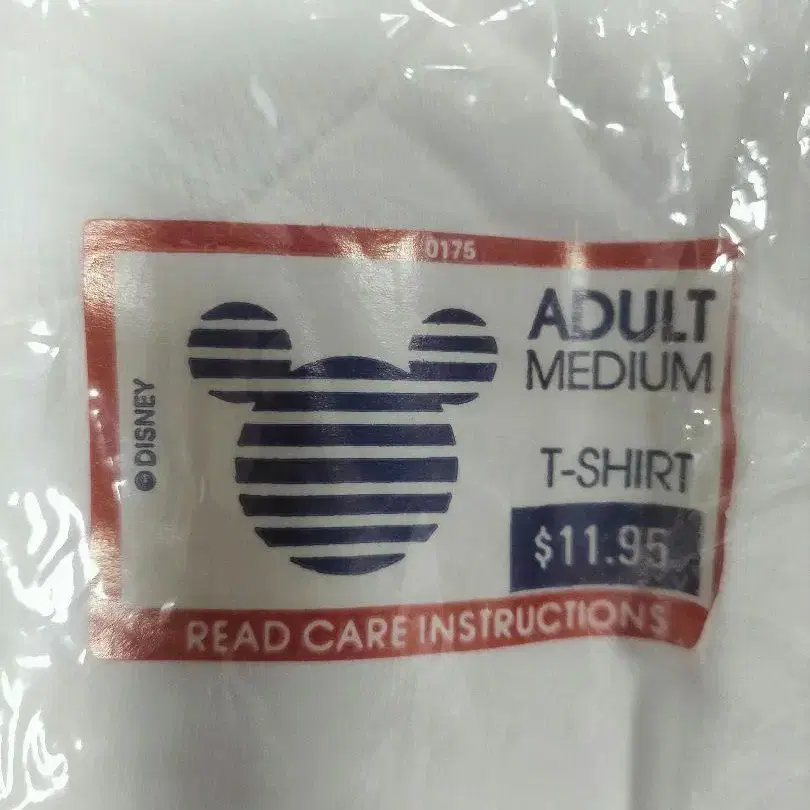 0175
© DISNEY
ADULT
MEDIUM
T-SHIRT
$11.95
READ CARE INSTRUCTIONS